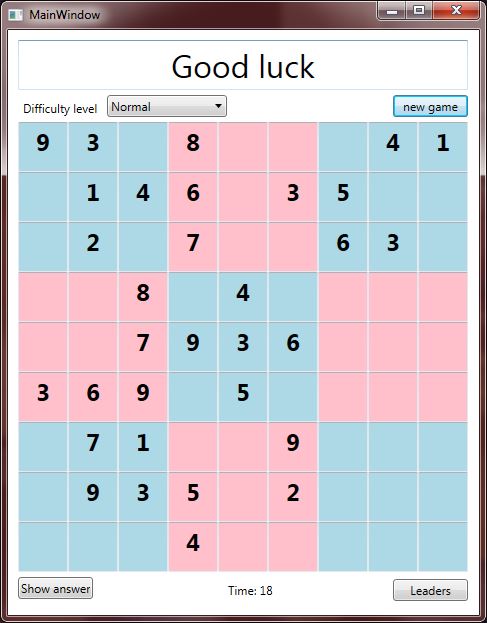 MainWindow
Good luck
Difficulty level Normal new game
9 3 8 4 1
1 4 6 3 5
2 7 6 3
8 4
7 9 3 6
3 6 9 5
7 1 9
9 3 5 2
4
Show answer Time: 18 Leaders